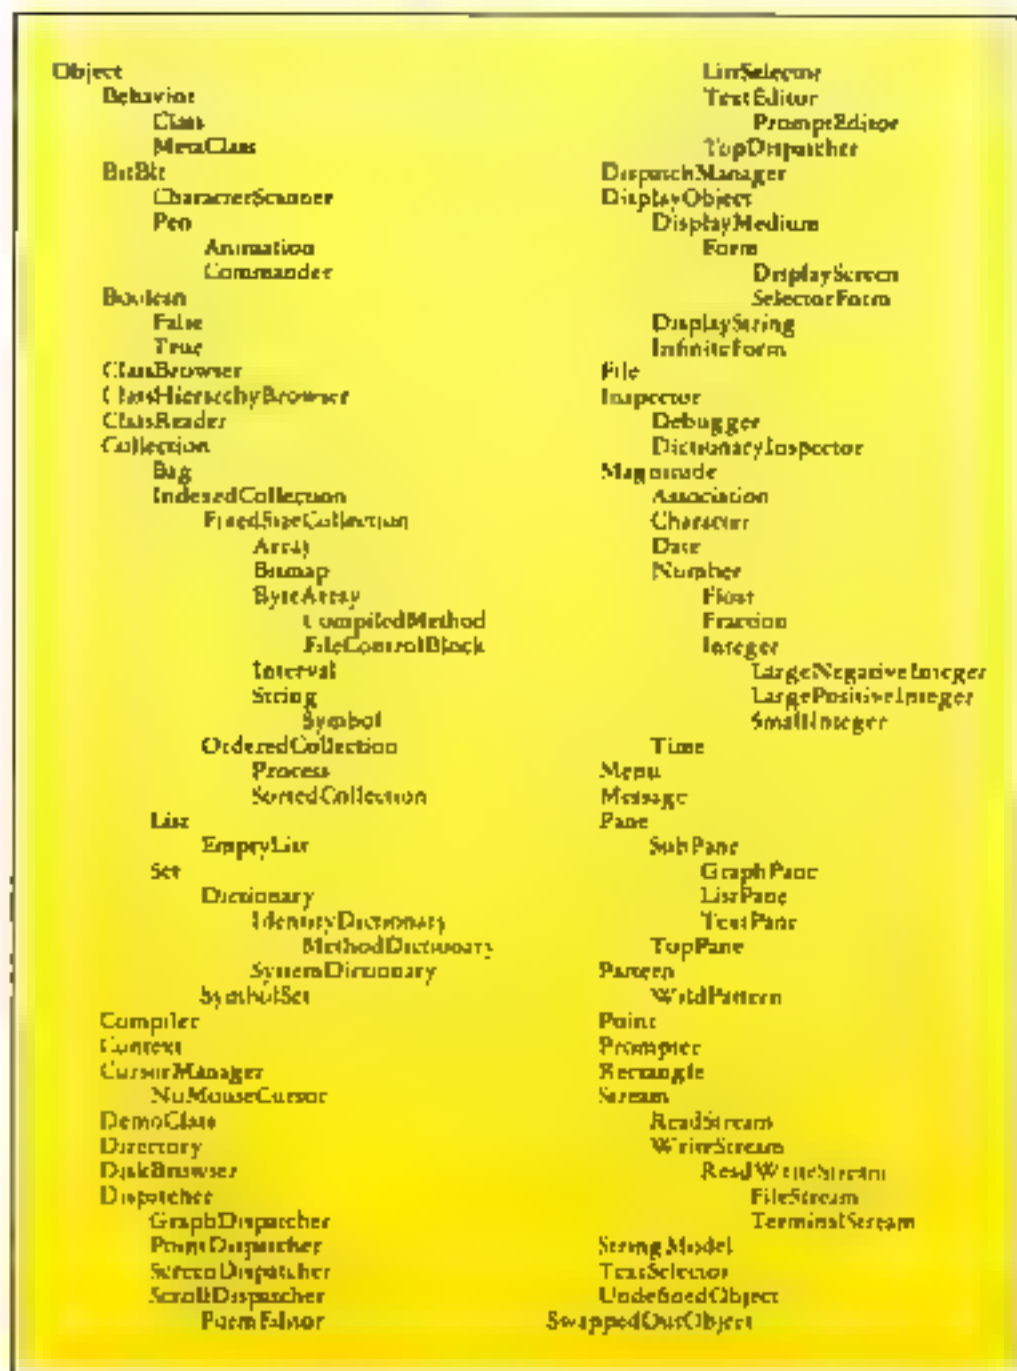 Object
Behavior
Class
MetaClass
BitBlt
CharacterScanner
Pen
Animation
Commander
Boolean
False
True
ClassBrowser
ClassHierarchyBrowser
ClassReader
Collection
Bag
IndexedCollection
FixedSizeCollection
Array
Bitmap
ByteArray
CompiledMethod
FileControlBlock
Interval
String
Symbol
OrderedCollection
Process
SortedCollection
List
EmptyList
Set
Dictionary
IdentityDictionary
MethodDictionary
SystemDictionary
SymbolSet
Compiler
Context
CursorManager
NoMouseCursor
DemoClass
Directory
DiskBrowser
Dispatcher
GraphDispatcher
PointDispatcher
ScreenDispatcher
ScrollDispatcher
FormEditor
ListSelector
TextEditor
PromptEditor
TopDispatcher
DispatchManager
DisplayObject
DisplayMedium
Form
DisplayScreen
SelectorForm
DisplayString
InfiniteForm
File
Inspector
Debugger
DictionaryInspector
Magnitude
Association
Character
Date
Number
Float
Fraction
Integer
LargeNegativeInteger
LargePositiveInteger
SmallInteger
Time
Menu
Message
Pane
SubPane
GraphPane
ListPane
TextPane
TopPane
Pattern
WildPattern
Point
Prompter
Rectangle
Stream
ReadStream
WriteStream
ReadWriteStream
FileStream
TerminalStream
StringModel
TextSelector
UndefinedObject
SwappedOutObject